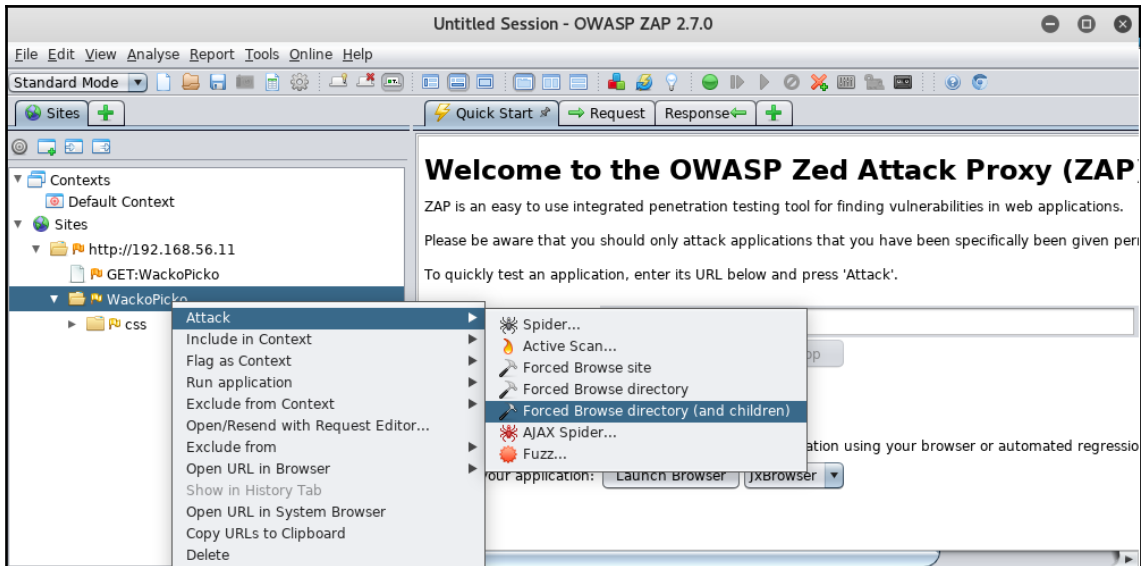 Untitled Session - OWASP ZAP 2.7.0
File Edit View Analyse Report Tools Online Help
Standard Mode
Sites
Quick Start
Request
Response
Contexts
Default Context
Sites
http://192.168.56.11
GET:WackoPicko
WackoPicko
css
Welcome to the OWASP Zed Attack Proxy (ZAP)
ZAP is an easy to use integrated penetration testing tool for finding vulnerabilities in web applications.
Please be aware that you should only attack applications that you have been specifically been given per
To quickly test an application, enter its URL below and press 'Attack'.
Attack
Include in Context
Flag as Context
Run application
Exclude from Context
Open/Resend with Request Editor...
Exclude from
Open URL in Browser
Show in History Tab
Open URL in System Browser
Copy URLs to Clipboard
Delete
Spider...
Active Scan...
Forced Browse site
Forced Browse directory
Forced Browse directory (and children)
AJAX Spider...
Fuzz...
op
ation using your browser or automated regressio
your application: Launch Browser JxBrowser